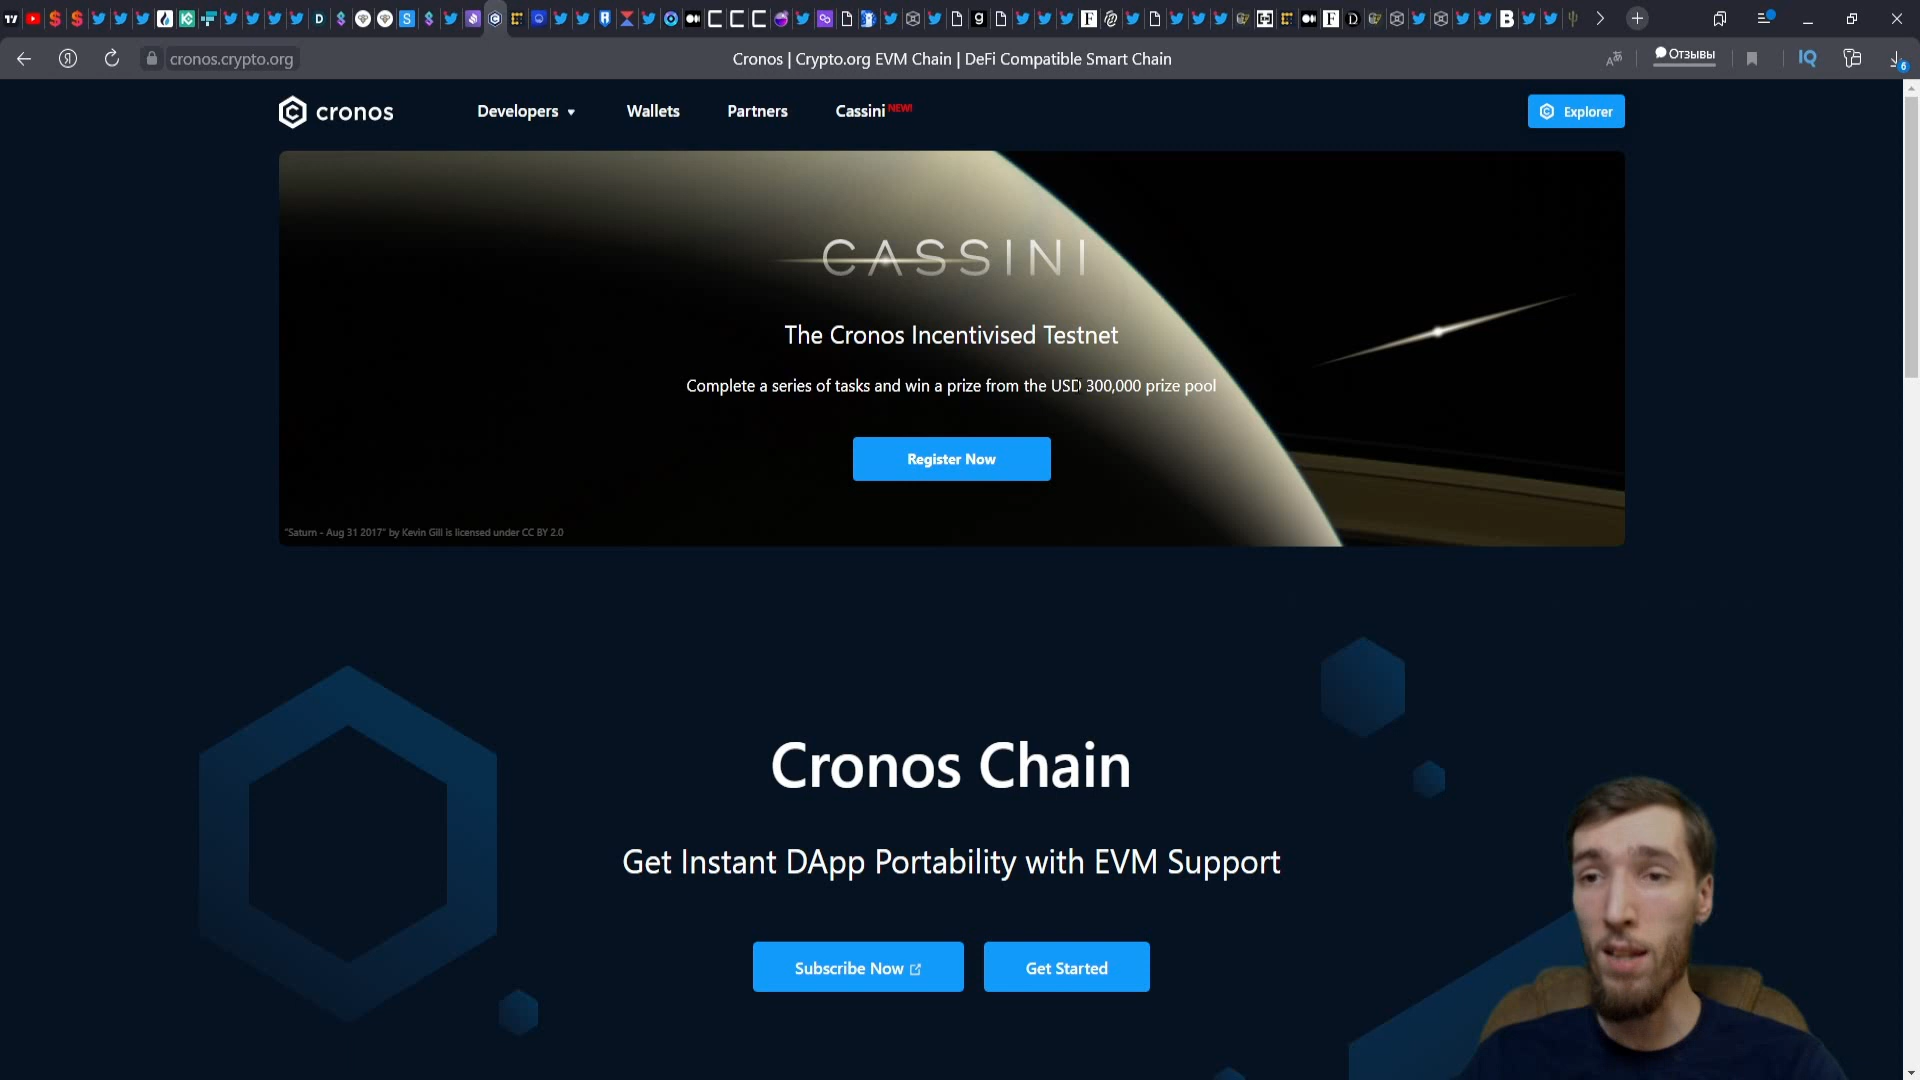 cronos.crypto.org
Cronos | Crypto.org EVM Chain | DeFi Compatible Smart Chain
Отзывы
IQ
6
cronos
Developers
Wallets
Partners
Cassini NEW!
Explorer
CASSINI
The Cronos Incentivised Testnet
Complete a series of tasks and win a prize from the USD 300,000 prize pool
Register Now
"Saturn - Aug 31 2017" by Kevin Gill is licensed under CC BY 2.0
Cronos Chain
Get Instant DApp Portability with EVM Support
Subscribe Now
Get Started